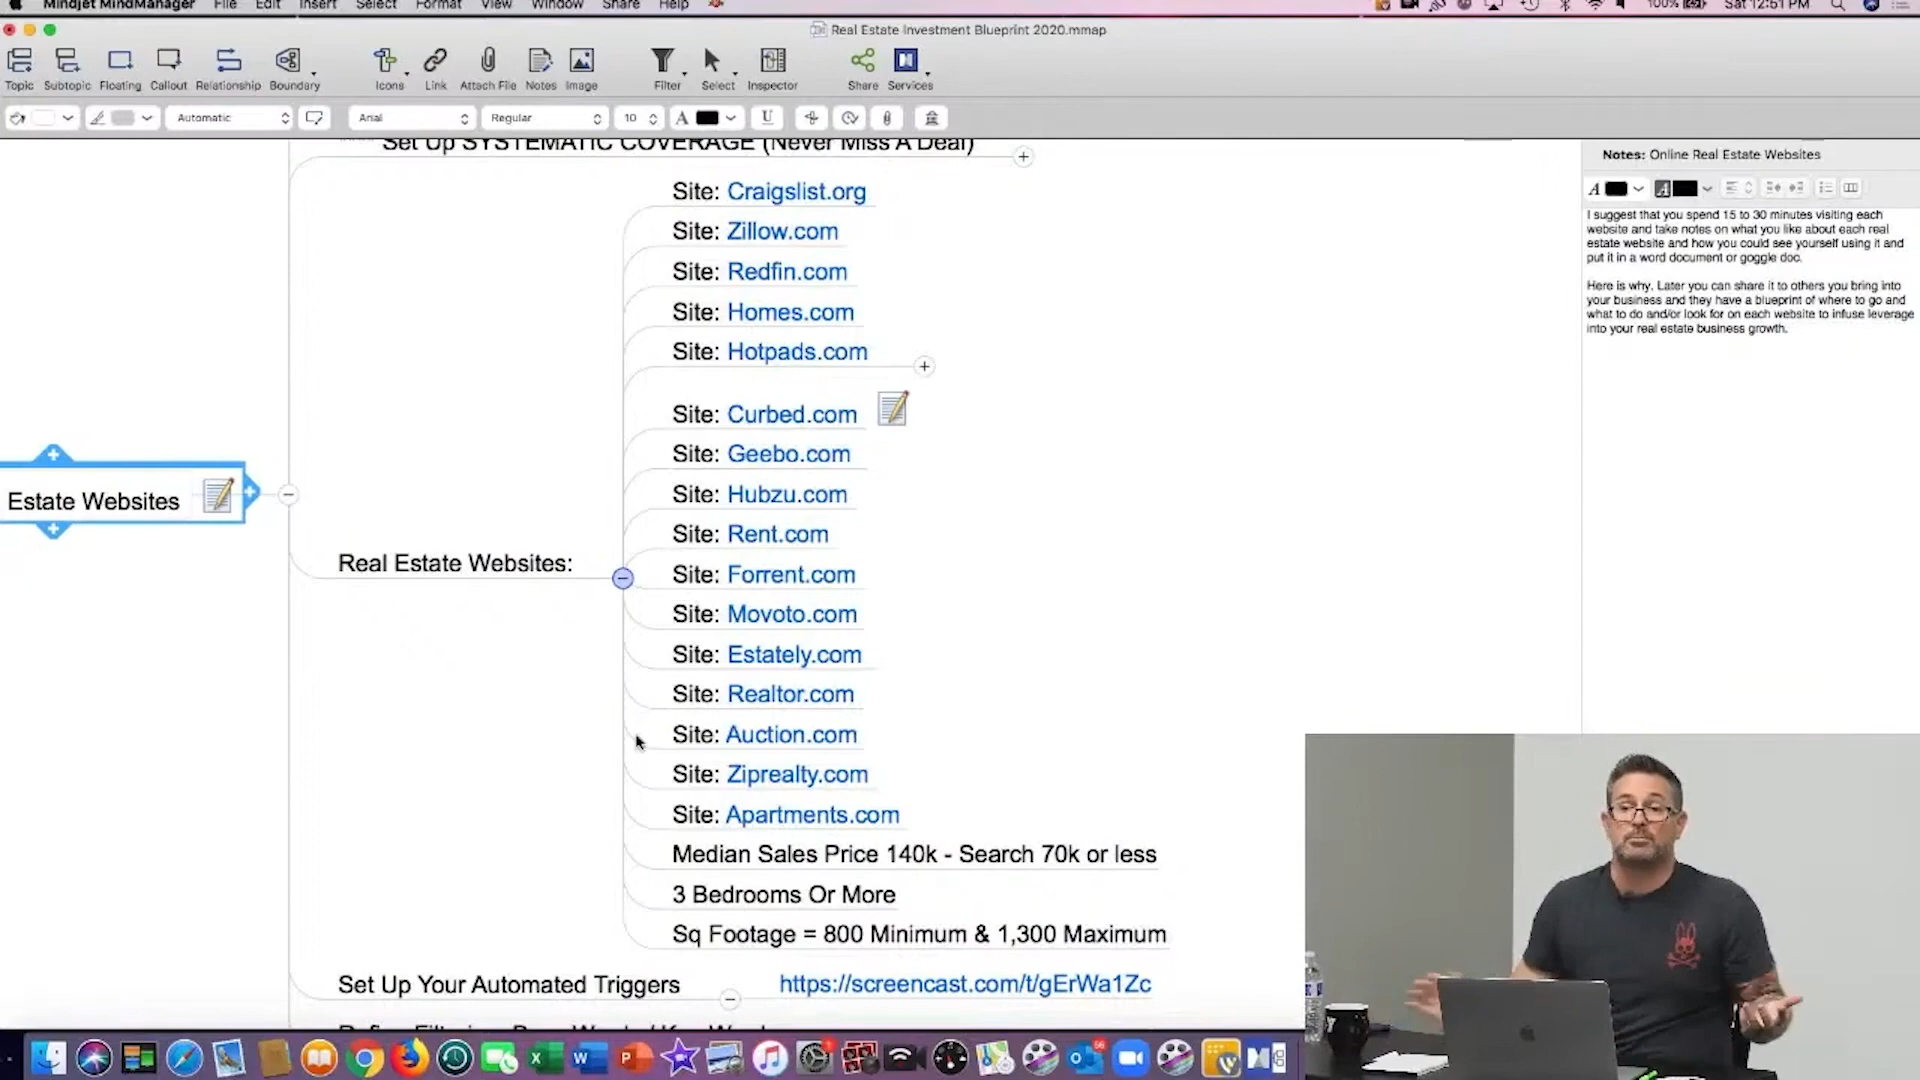 Mindjet MindManager File Edit Insert Select Format View Window Share Help 100% Sat 12:51 PM
Real Estate Investment Blueprint 2020.mmap
Topic Subtopic Floating Callout Relationship Boundary Icons Link Attach File Notes Image Filter Select Inspector Share Services
Automatic Arial Regular 10 A U
Set Up SYSTEMATIC COVERAGE (Never Miss A Deal)
Site: Craigslist.org
Site: Zillow.com
Site: Redfin.com
Site: Homes.com
Site: Hotpads.com
Site: Curbed.com
Site: Geebo.com
Site: Hubzu.com
Site: Rent.com
Site: Forrent.com
Site: Movoto.com
Site: Estately.com
Site: Realtor.com
Site: Auction.com
Site: Ziprealty.com
Site: Apartments.com
Median Sales Price 140k - Search 70k or less
3 Bedrooms Or More
Sq Footage = 800 Minimum & 1,300 Maximum
Estate Websites
Real Estate Websites:
Set Up Your Automated Triggers https://screencast.com/t/gErWa1Zc
Notes: Online Real Estate Websites
A A
I suggest that you spend 15 to 30 minutes visiting each
website and take notes on what you like about each real
estate website and how you could see yourself using it and
put it in a word document or goggle doc.
Here is why, Later you can share it to others you bring into
your business and they have a blueprint of where to go and
what to do and/or look for on each website to infuse leverage
into your real estate business growth.